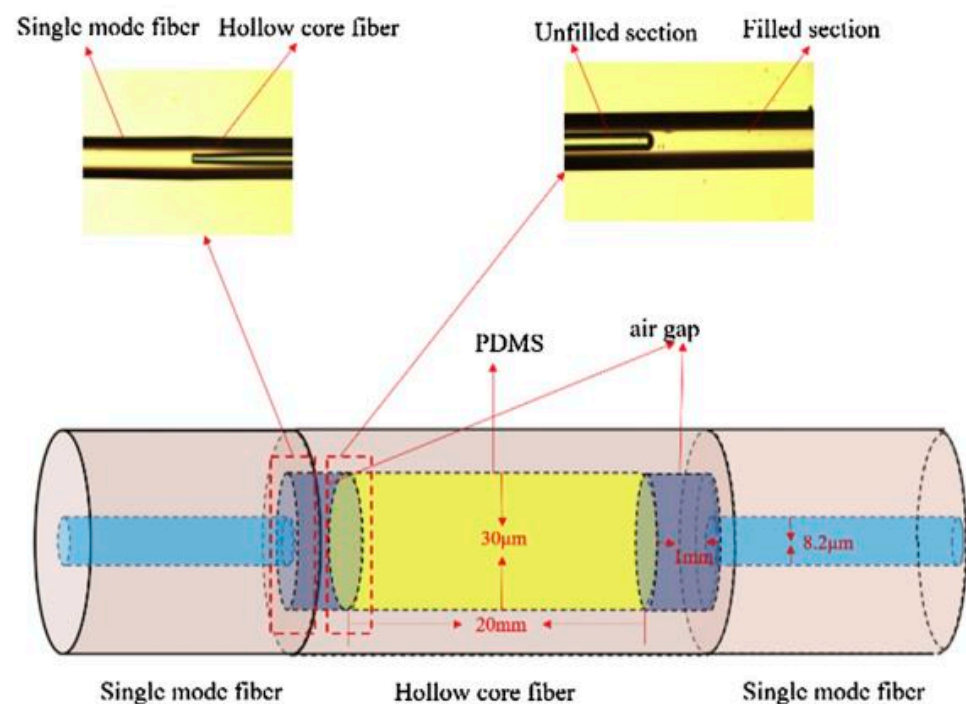 Single mode fiber
Hollow core fiber
Unfilled section
Filled section
PDMS
air gap
30μm
1mm
8.2μm
20mm
Single mode fiber
Hollow core fiber
Single mode fiber